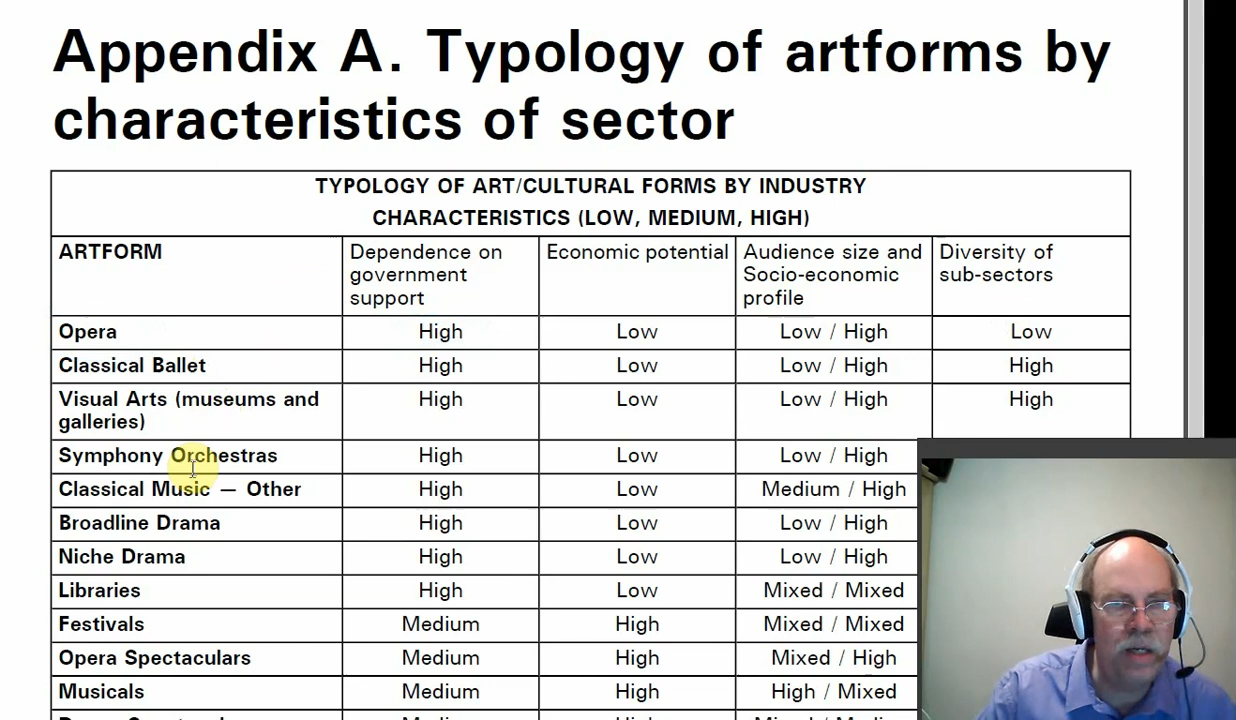 Appendix A. Typology of artforms by
characteristics of sector
TYPOLOGY OF ART/CULTURAL FORMS BY INDUSTRY
CHARACTERISTICS (LOW, MEDIUM, HIGH)
ARTFORM Dependence on government support Economic potential Audience size and Socio-economic profile Diversity of sub-sectors
Opera High Low Low / High Low
Classical Ballet High Low Low / High High
Visual Arts (museums and galleries) High Low Low / High High
Symphony Orchestras High Low Low / High
Classical Music — Other High Low Medium / High
Broadline Drama High Low Low / High
Niche Drama High Low Low / High
Libraries High Low Mixed / Mixed
Festivals Medium High Mixed / Mixed
Opera Spectaculars Medium High Mixed / High
Musicals Medium High High / Mixed